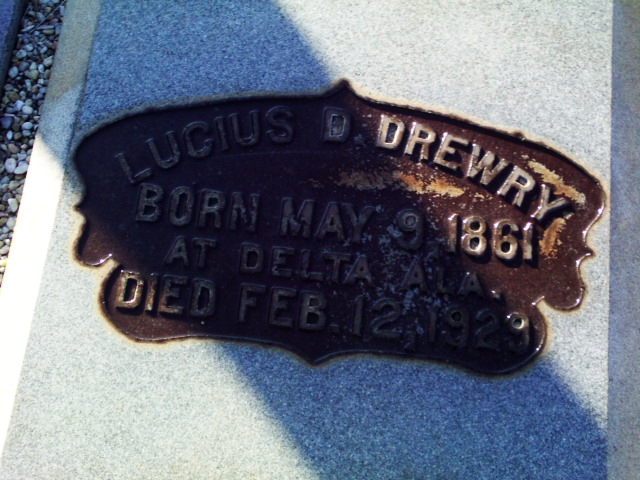 LUCIUS D. DREWRY
BORN MAY 9, 1861
AT DELTA ALA.
DIED FEB. 12, 1929